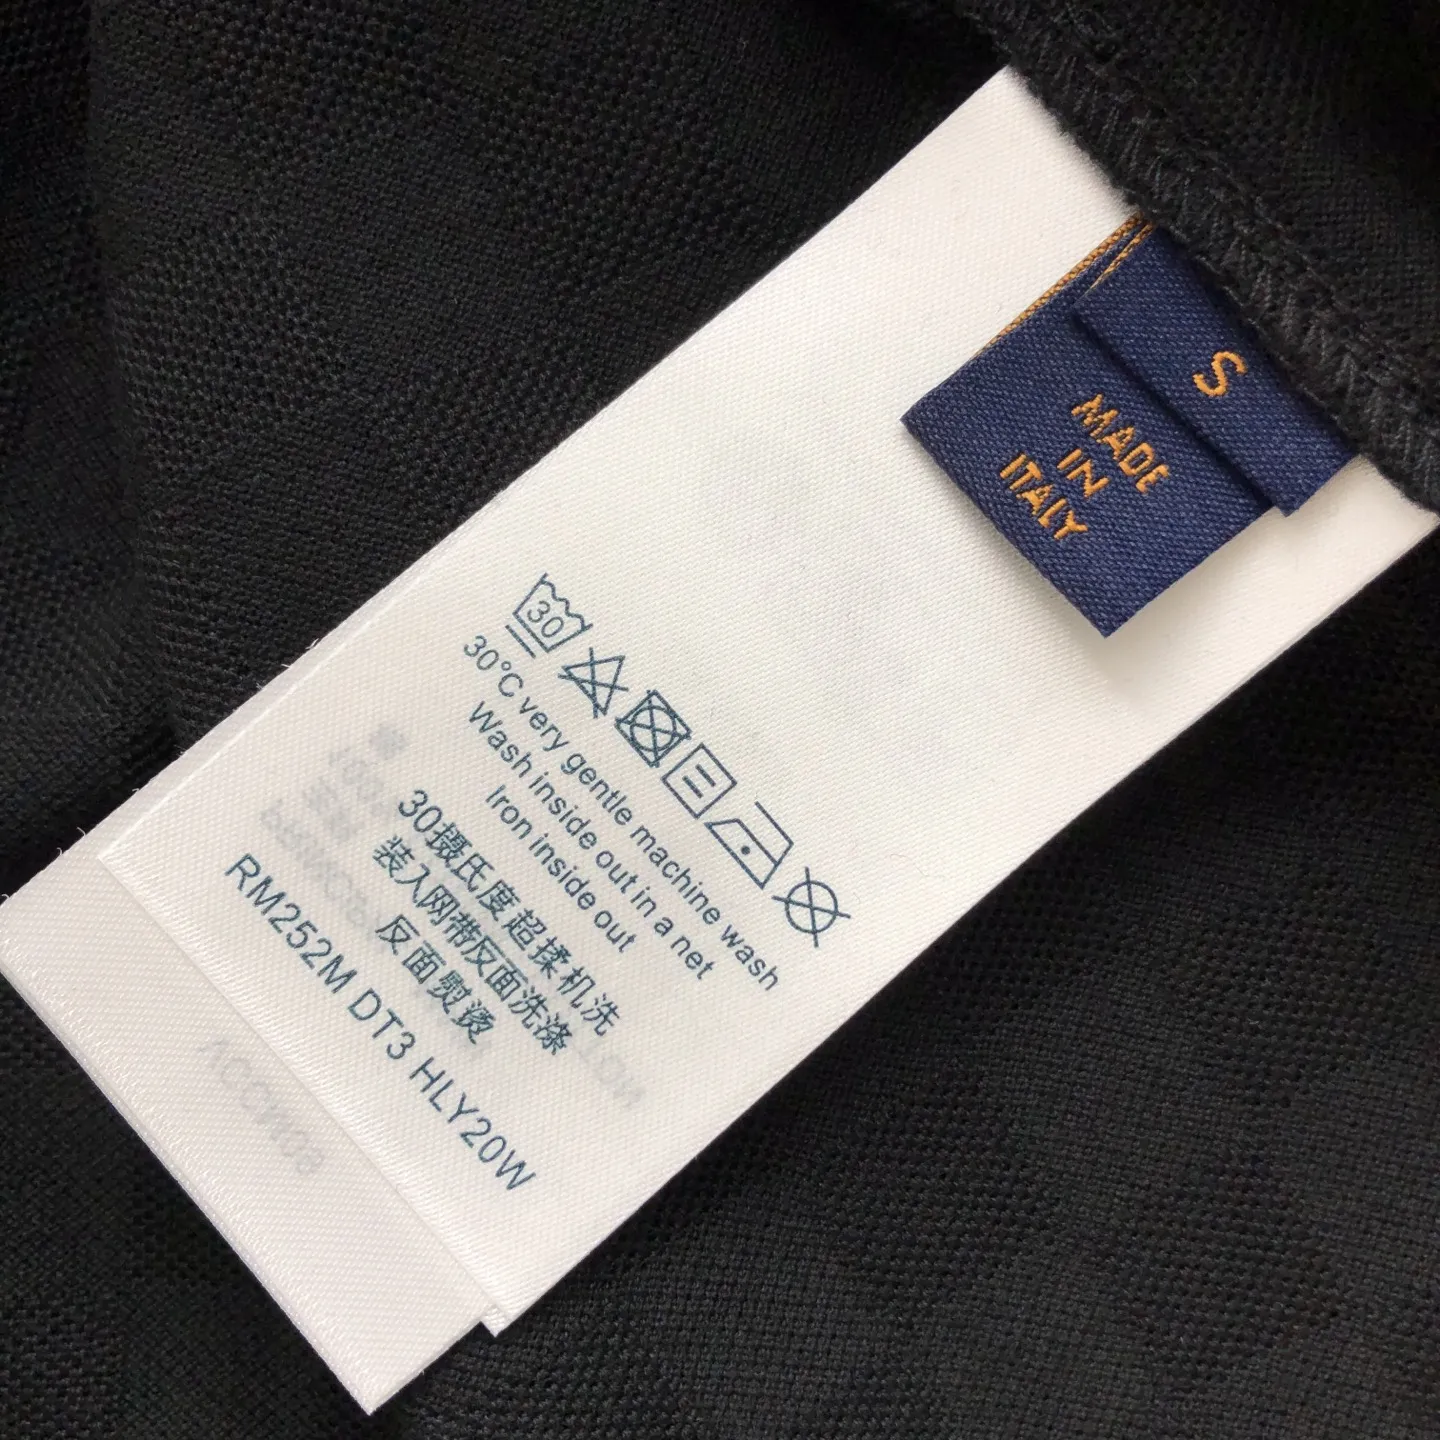 S
MADE
IN
ITALY
30
30°C very gentle machine wash
Wash inside out in a net
Iron inside out
30摄氏度超揉机洗
装入网带反面洗涤
反面熨烫
RM252M DT3 HLY20W